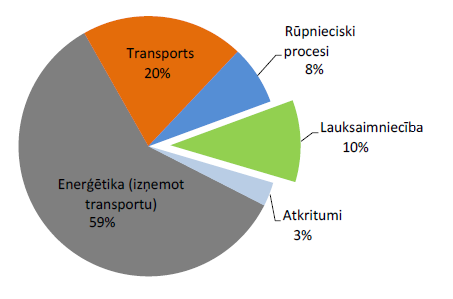 Transports
20%
Rūpnieciski
procesi
8%
Lauksaimniecība
10%
Atkritumi
3%
Enerģētika (izņemot
transportu)
59%